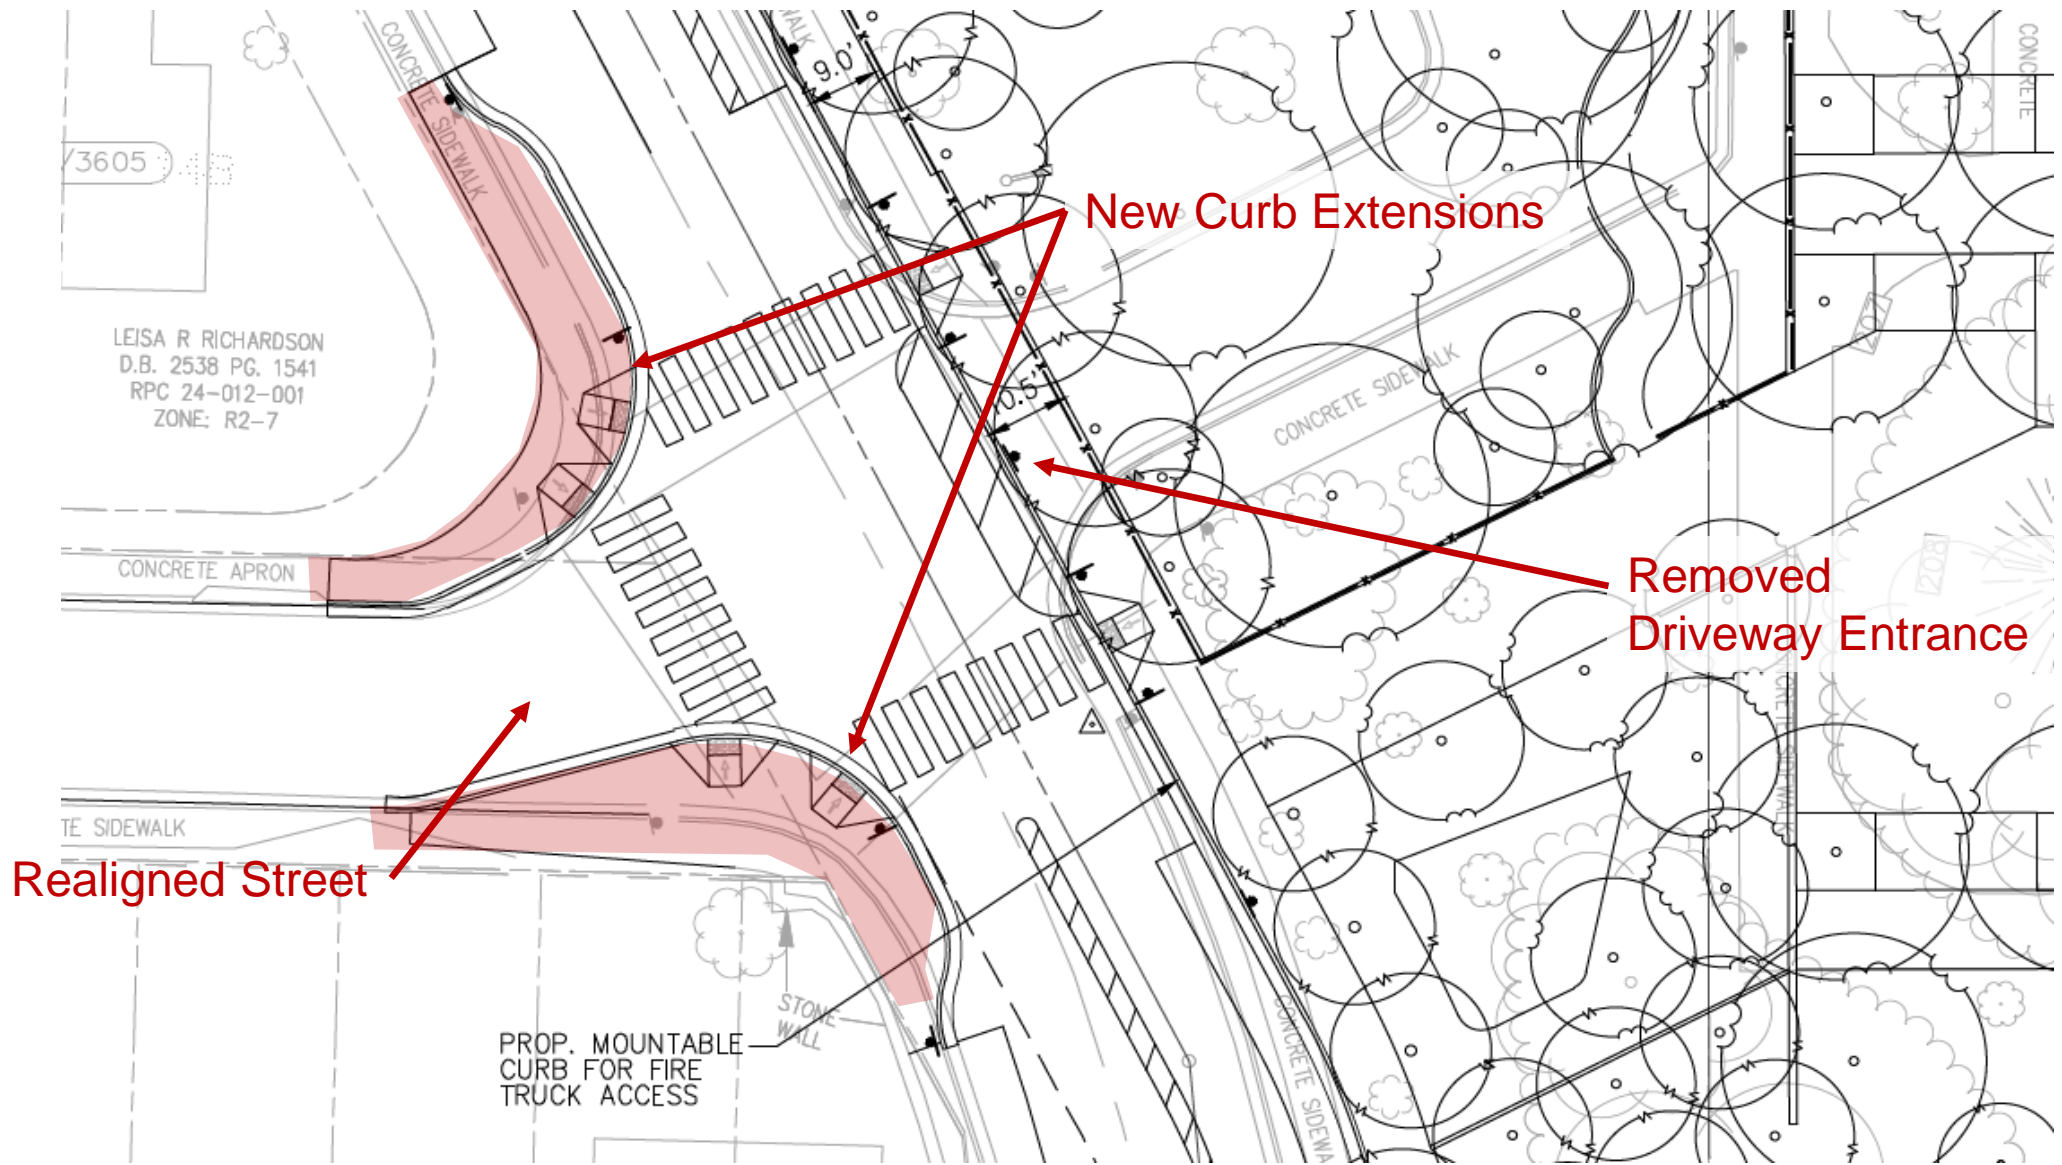 CONCRETE SIDEWALK
WALK
9.0'
CONCRETE
/3605
New Curb Extensions
LEISA R RICHARDSON
D.B. 2538 PG. 1541
RPC 24-012-001
ZONE: R2-7
CONCRETE SIDEWALK
CONCRETE APRON
Removed
Driveway Entrance
TE SIDEWALK
Realigned Street
STONE
WALL
PROP. MOUNTABLE
CURB FOR FIRE
TRUCK ACCESS
CONCRETE SIDEWA